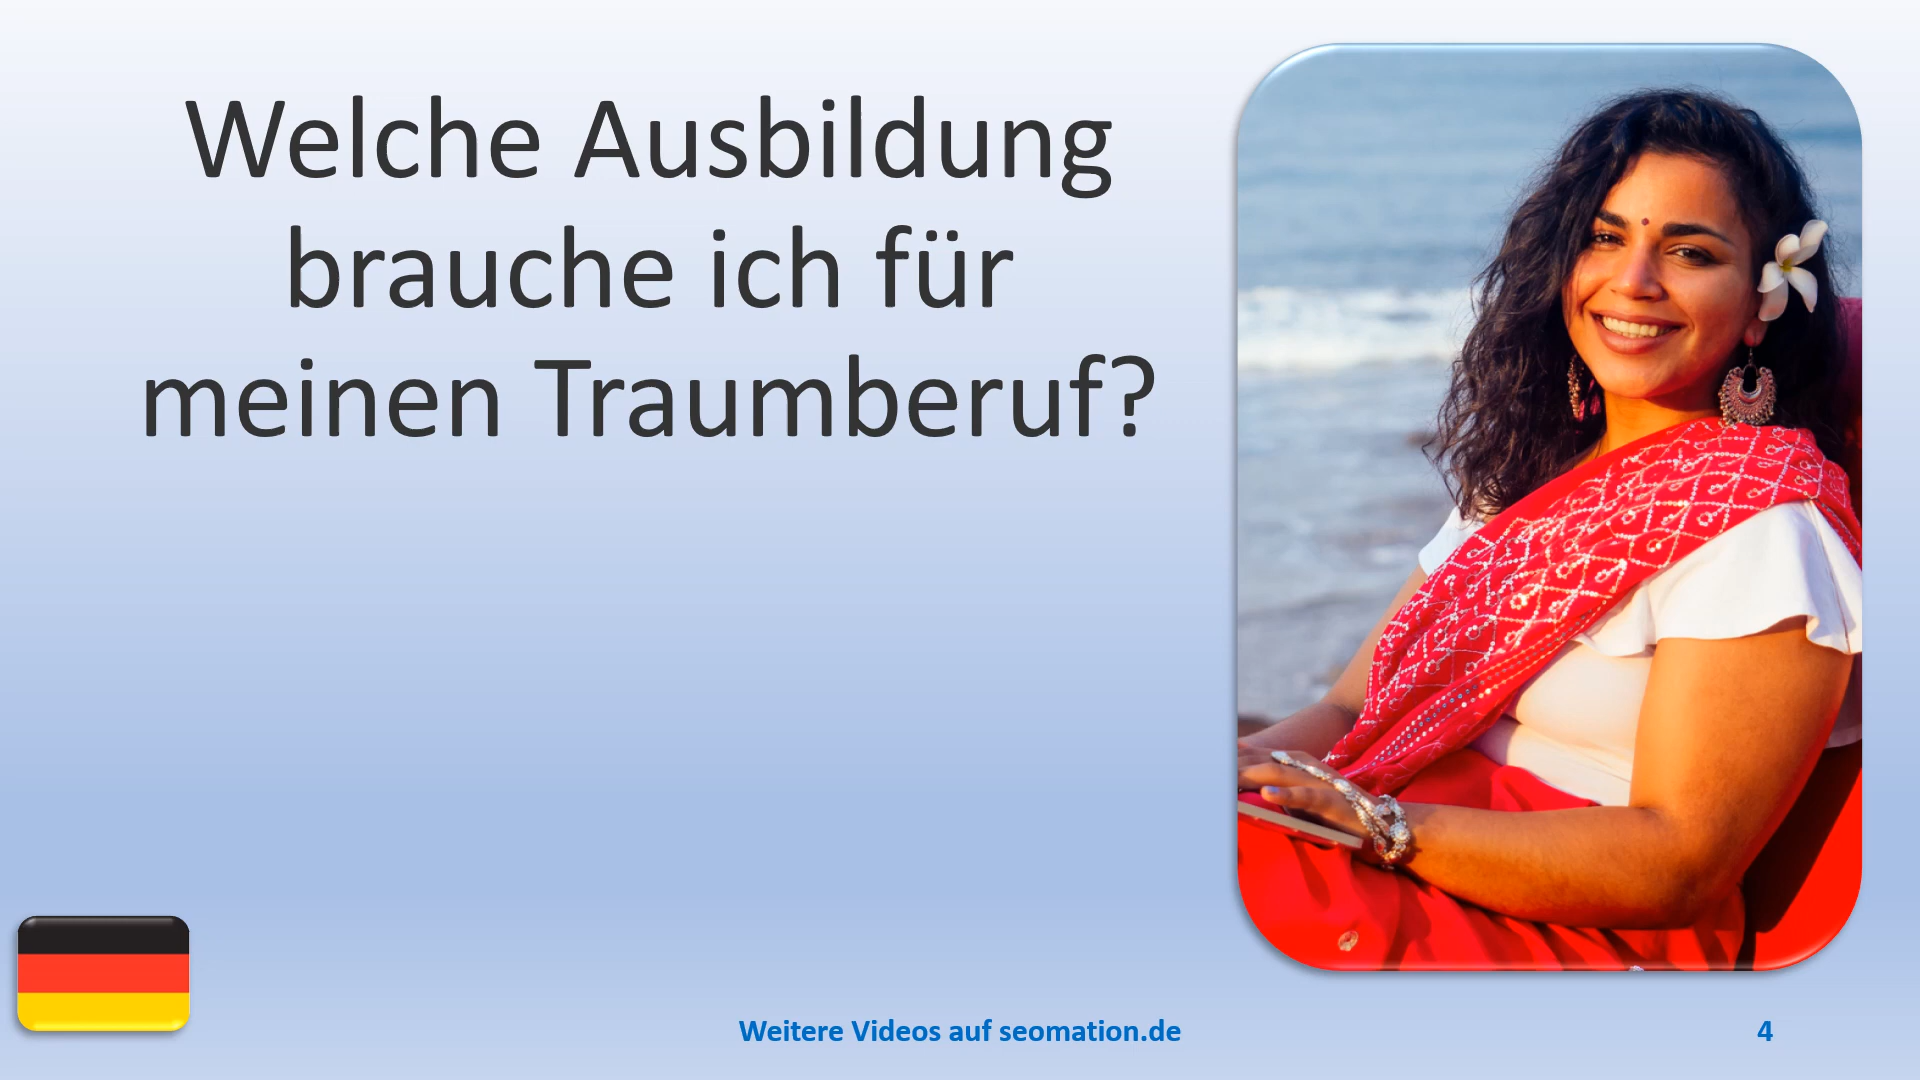 Welche Ausbildung
brauche ich für
meinen Traumberuf?
Weitere Videos auf seomation.de
4